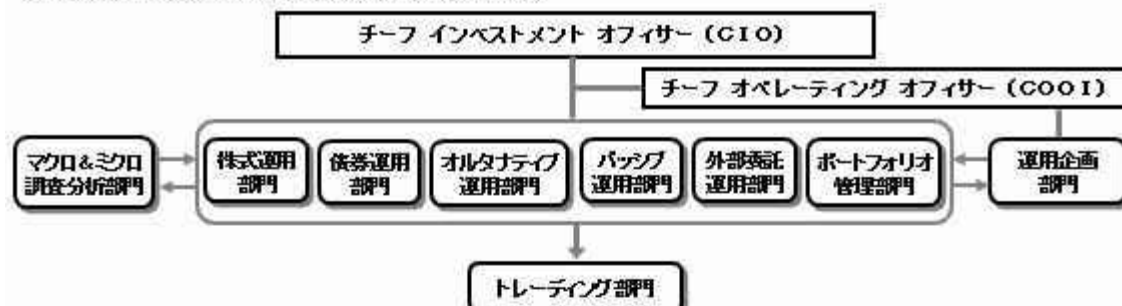 チーフ インベストメント オフィサー (CIO)
チーフ オペレーティング オフィサー (COOI)
マクロ&ミクロ
調査分析部門
株式運用
部門
債券運用
部門
オルタナティブ
運用部門
パッシブ
運用部門
外部委託
運用部門
ポートフォリオ
管理部門
運用企画
部門
トレーディング部門